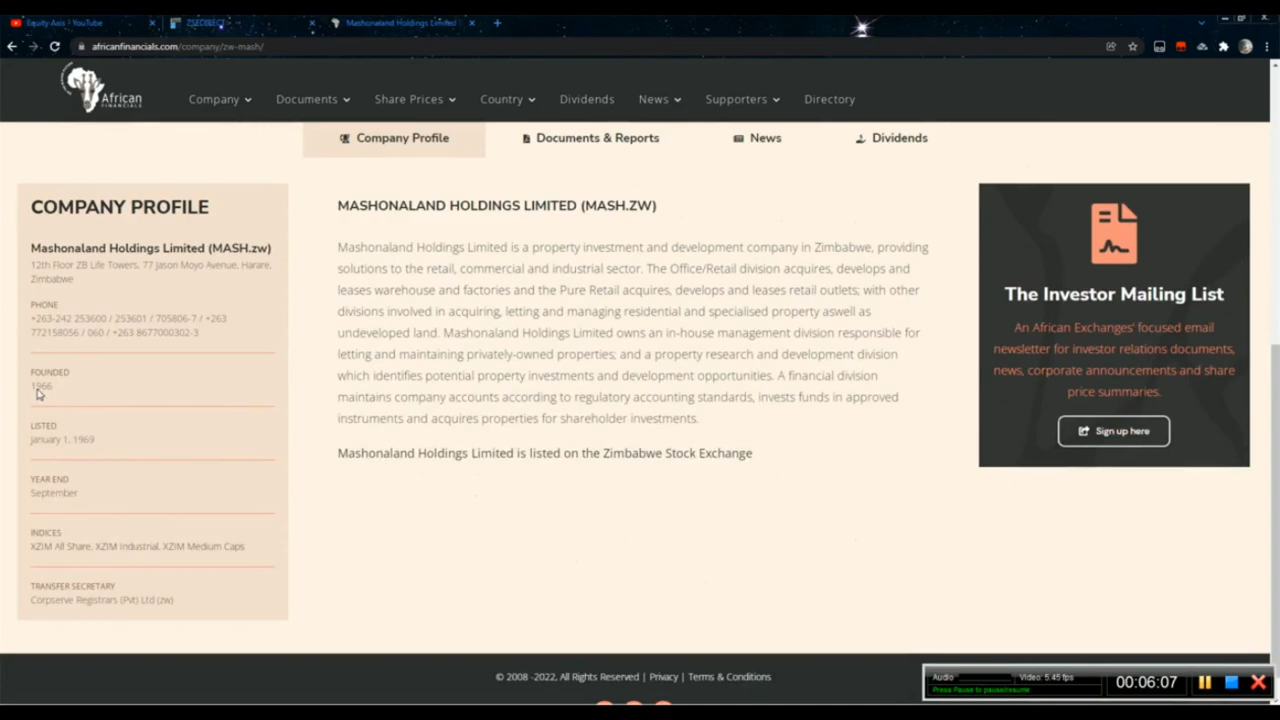 Equity Axis - YouTube
ZSEDIRECT
Mashonaland Holdings Limited
africanfinancials.com/company/zw-mash/
African
FINANCIALS
Company
Documents
Share Prices
Country
Dividends
News
Supporters
Directory
Company Profile
Documents & Reports
News
Dividends
COMPANY PROFILE
Mashonaland Holdings Limited (MASH.zw)
12th Floor ZB Life Towers, 77 Jason Moyo Avenue, Harare,
Zimbabwe
PHONE
+263-242 253600 / 253601 / 705806-7 / +263
772158056 / 060 / +263 8677000302-3
FOUNDED
1966
LISTED
January 1, 1969
YEAR END
September
INDICES
XZIM All Share, XZIM Industrial, XZIM Medium Caps
TRANSFER SECRETARY
Corpserve Registrars (Pvt) Ltd (zw)
MASHONALAND HOLDINGS LIMITED (MASH.ZW)
Mashonaland Holdings Limited is a property investment and development company in Zimbabwe, providing
solutions to the retail, commercial and industrial sector. The Office/Retail division acquires, develops and
leases warehouse and factories and the Pure Retail acquires, develops and leases retail outlets; with other
divisions involved in acquiring, letting and managing residential and specialised property aswell as
undeveloped land. Mashonaland Holdings Limited owns an in-house management division responsible for
letting and maintaining privately-owned properties; and a property research and development division
which identifies potential property investments and development opportunities. A financial division
maintains company accounts according to regulatory accounting standards, invests funds in approved
instruments and acquires properties for shareholder investments.
Mashonaland Holdings Limited is listed on the Zimbabwe Stock Exchange
The Investor Mailing List
An African Exchanges' focused email
newsletter for investor relations documents,
news, corporate announcements and share
price summaries.
Sign up here
© 2008 -2022, All Rights Reserved | Privacy | Terms & Conditions
Audio
Video: 5.45 fps
Press Pause to pause/resume
00:06:07